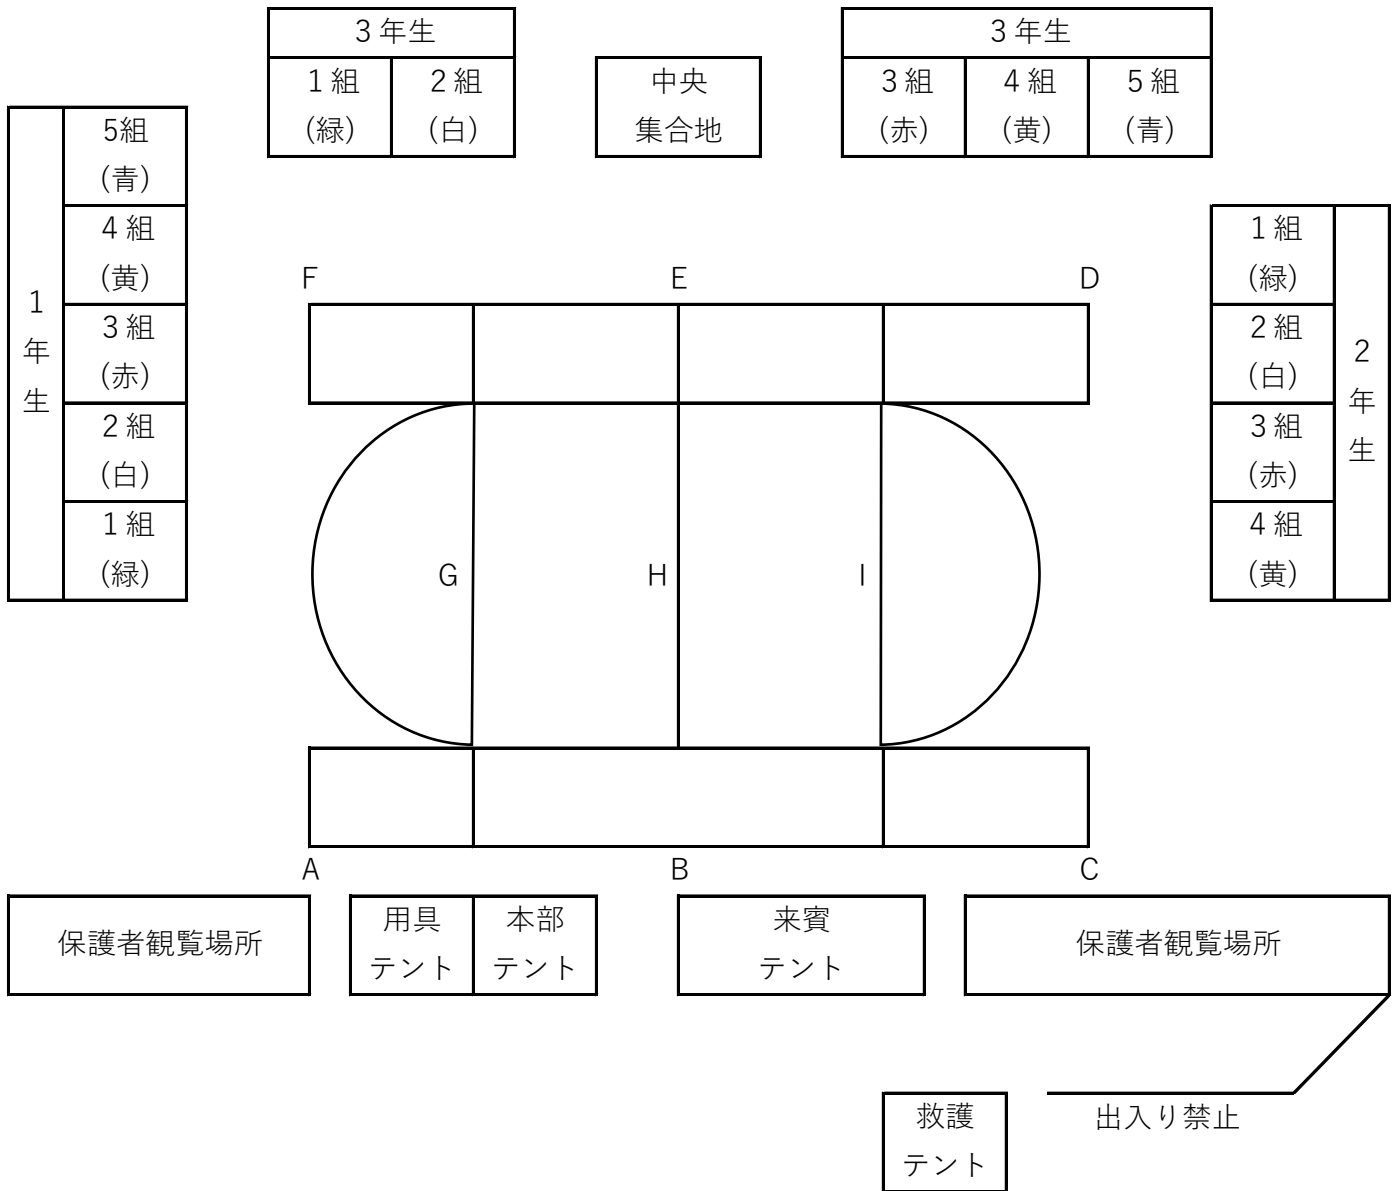 ３年生
１組
(緑)
２組
(白)
中央
集合地
３年生
３組
(赤)
４組
(黄)
５組
(青)
１年生
5組
(青)
４組
(黄)
３組
(赤)
２組
(白)
１組
(緑)
F
E
D
G
H
I
１組
(緑)
２組
(白)
３組
(赤)
４組
(黄)
２年生
A
B
C
保護者観覧場所
用具
テント
本部
テント
来賓
テント
保護者観覧場所
救護
テント
出入り禁止